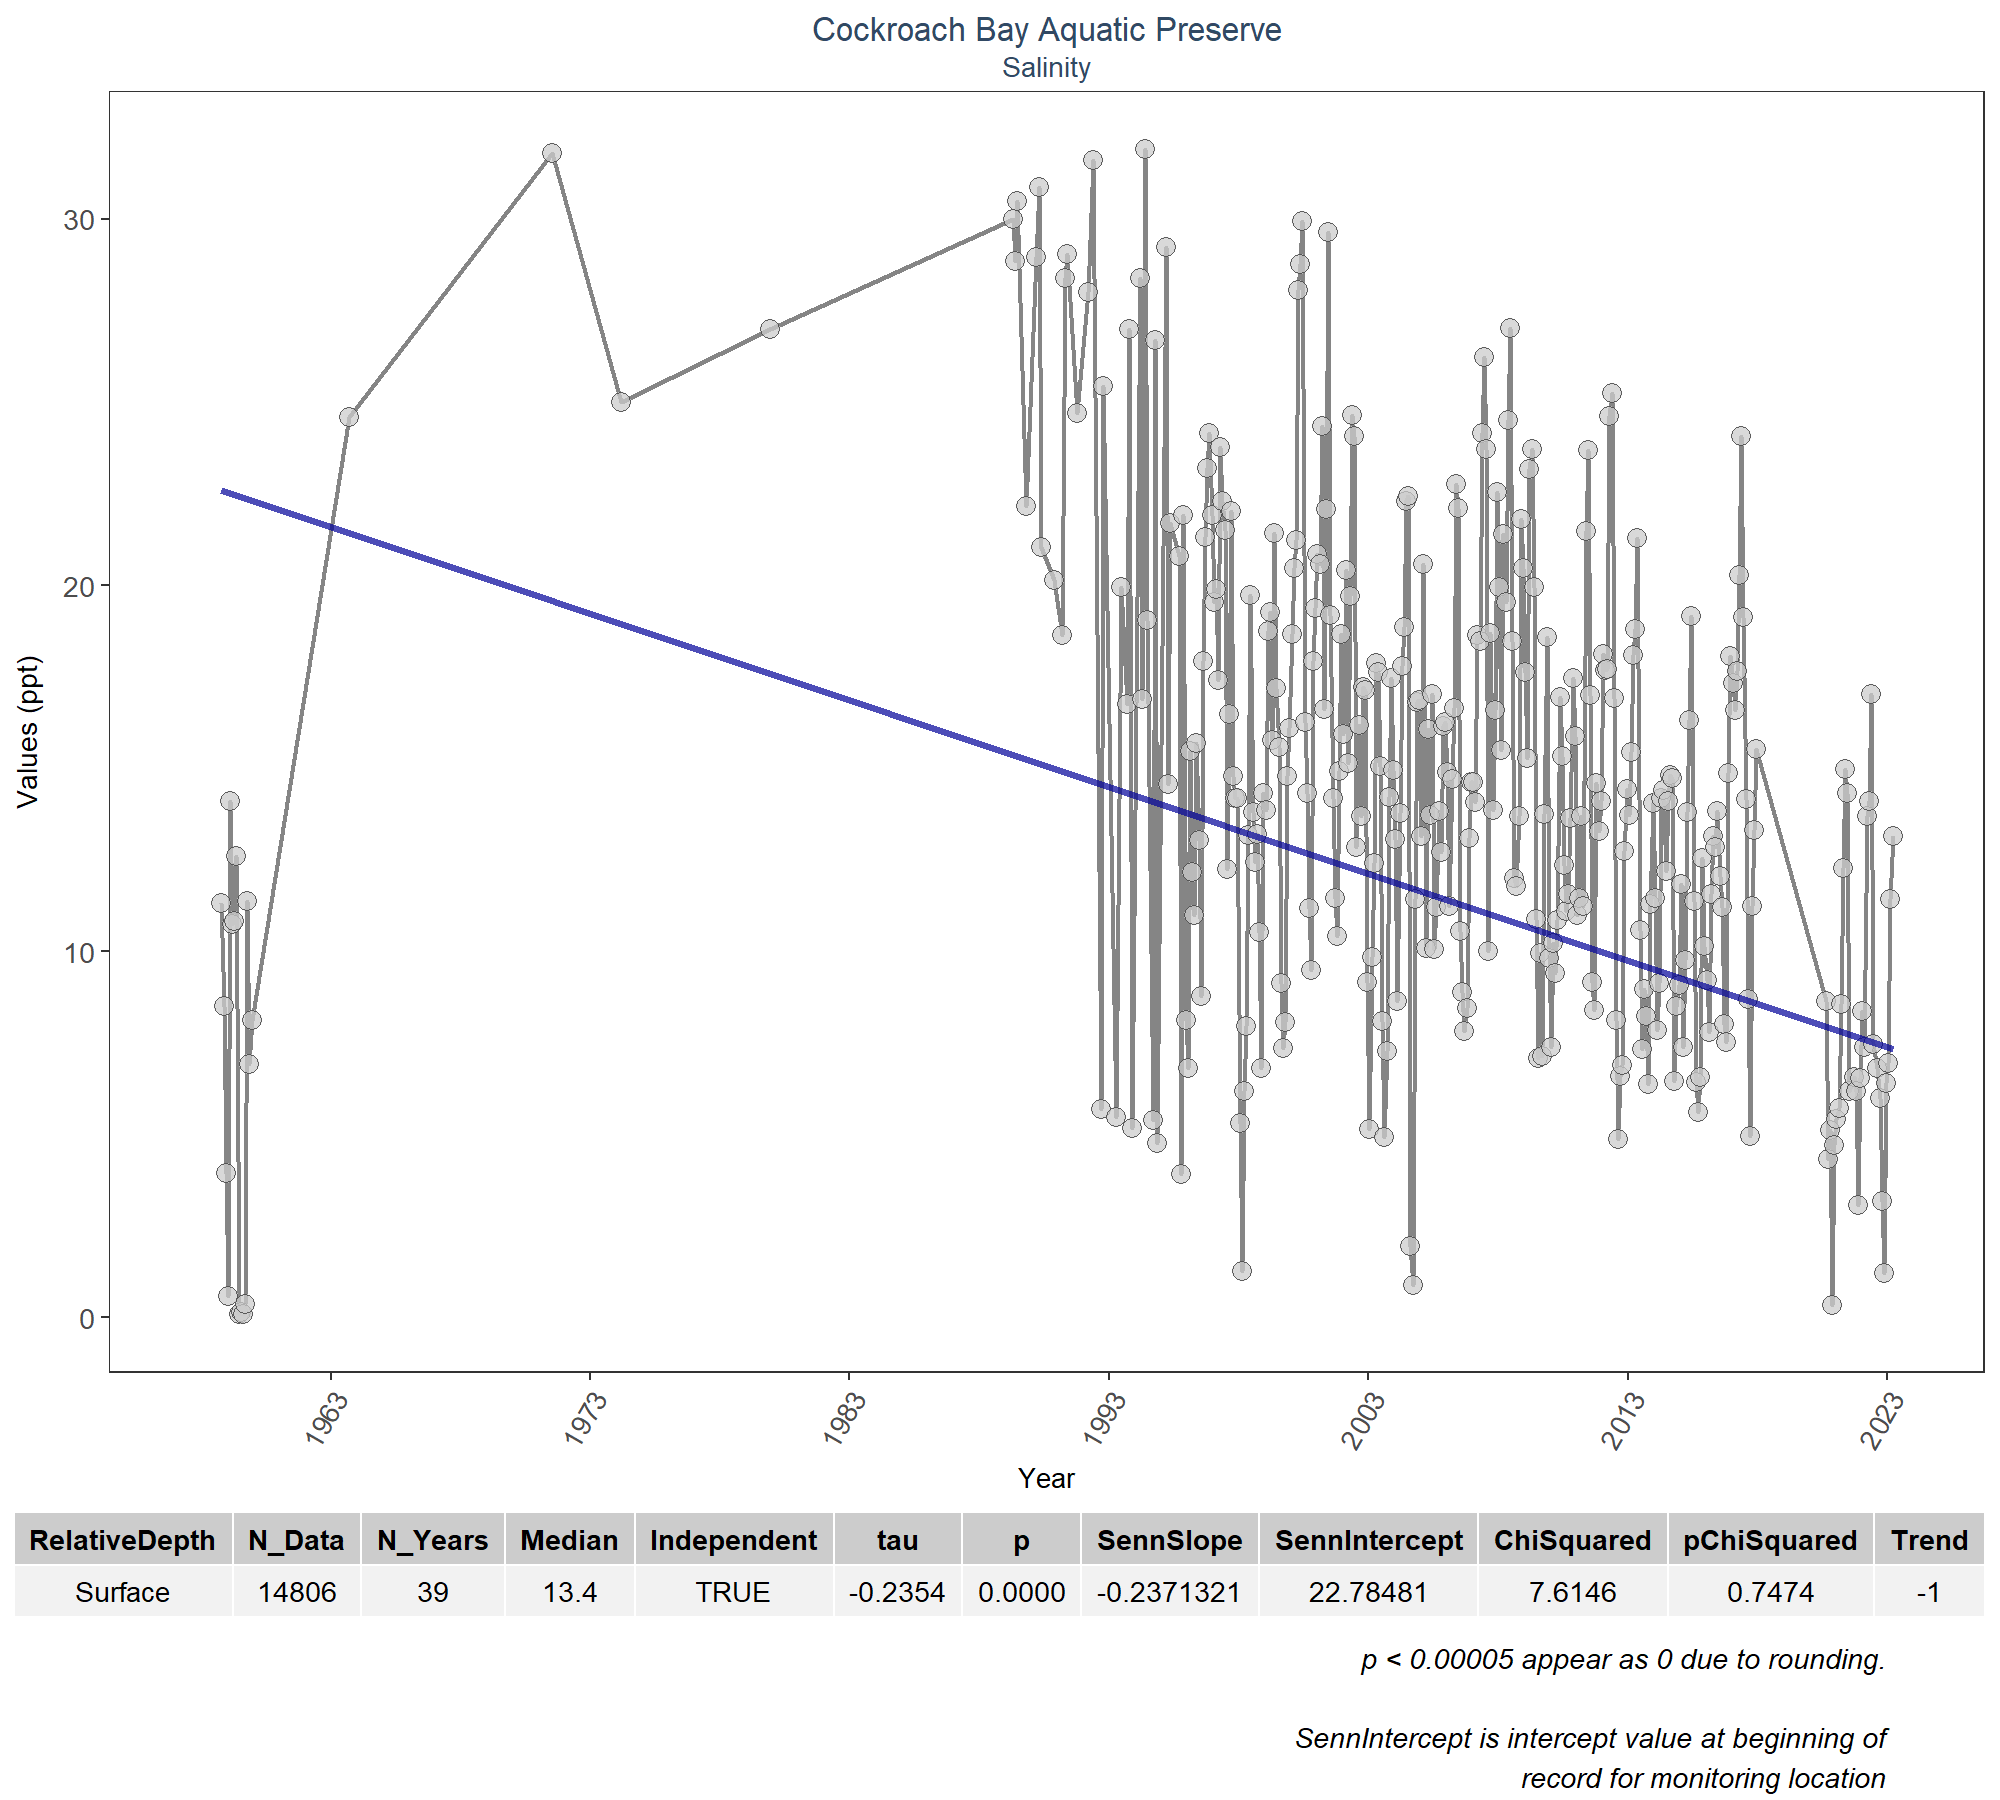 Cockroach Bay Aquatic Preserve
Salinity
30
20
10
0
Values (ppt)
1963
1973
1983
1993
2003
2013
2023
Year
RelativeDepth N_Data N_Years Median Independent tau p SennSlope SennIntercept ChiSquared pChiSquared Trend
Surface 14806 39 13.4 TRUE -0.2354 0.0000 -0.2371321 22.78481 7.6146 0.7474 -1
p < 0.00005 appear as 0 due to rounding.
SennIntercept is intercept value at beginning of
record for monitoring location